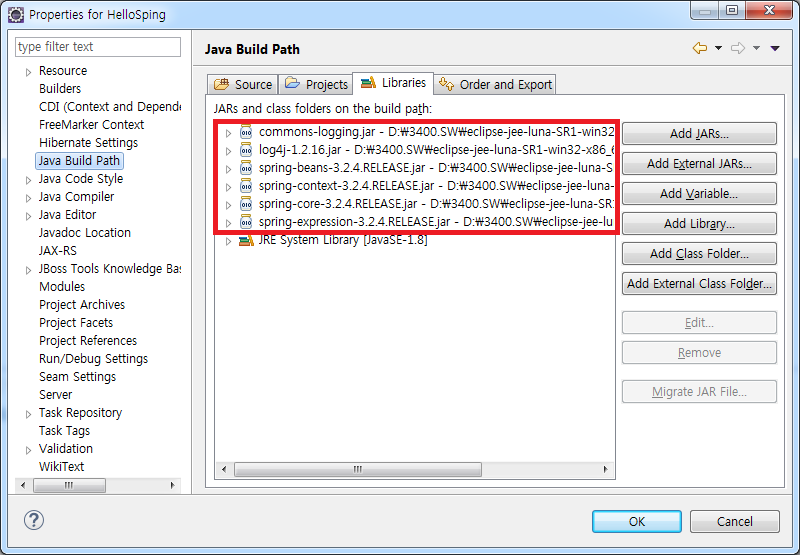 Properties for HelloSping
type filter text
Resource
Builders
CDI (Context and Depende
FreeMarker Context
Hibernate Settings
Java Build Path
Java Code Style
Java Compiler
Java Editor
Javadoc Location
JAX-RS
JBoss Tools Knowledge Bas
Modules
Project Archives
Project Facets
Project References
Run/Debug Settings
Seam Settings
Server
Task Repository
Task Tags
Validation
WikiText
Java Build Path
Source
Projects
Libraries
Order and Export
JARs and class folders on the build path:
commons-logging.jar - D:₩3400.SW₩eclipse-jee-luna-SR1-win32
log4j-1.2.16.jar - D:₩3400.SW₩eclipse-jee-luna-SR1-win32-x86_6
spring-beans-3.2.4.RELEASE.jar - D:₩3400.SW₩eclipse-jee-luna-S
spring-context-3.2.4.RELEASE.jar - D:₩3400.SW₩eclipse-jee-luna-
spring-core-3.2.4.RELEASE.jar - D:₩3400.SW₩eclipse-jee-luna-SR1
spring-expression-3.2.4.RELEASE.jar - D:₩3400.SW₩eclipse-jee-lu
JRE System Library [JavaSE-1.8]
Add JARs...
Add External JARs...
Add Variable...
Add Library...
Add Class Folder...
Add External Class Folder...
Edit...
Remove
Migrate JAR File...
OK
Cancel